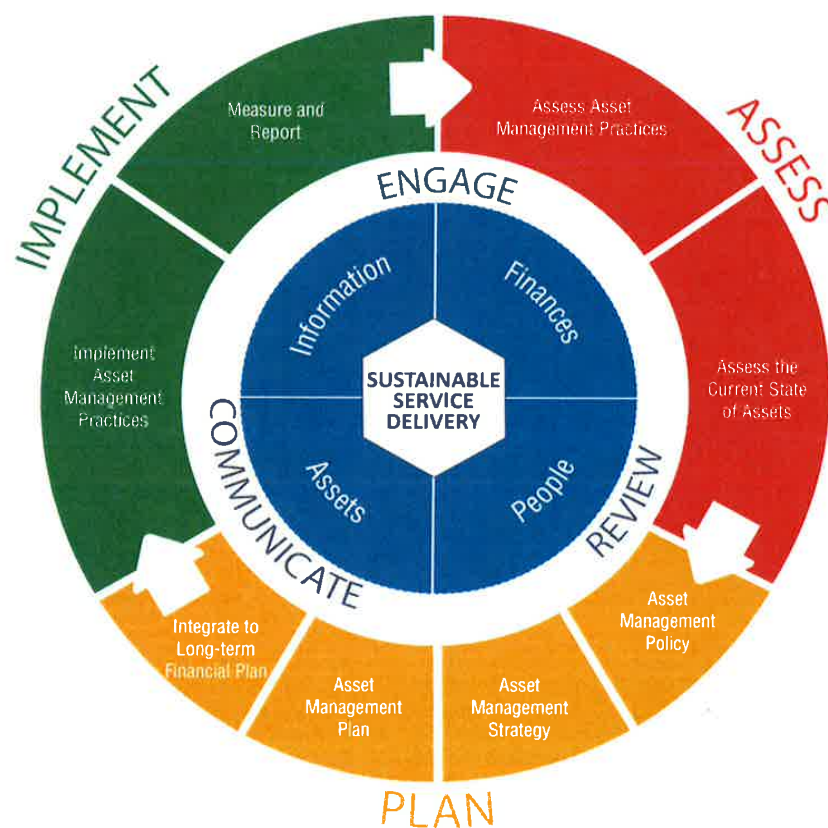 IMPLEMENT
Measure and
Report
Assess Asset
Management Practices
ASSESS
ENGAGE
Information
Finances
Implement
Asset
Management
Practices
SUSTAINABLE
SERVICE
DELIVERY
Assess the
Current State
of Assets
COMMUNICATE
Assets
People
REVIEW
Integrate to
Long-term
Financial Plan
Asset
Management
Plan
Asset
Management
Strategy
Asset
Management
Policy
PLAN